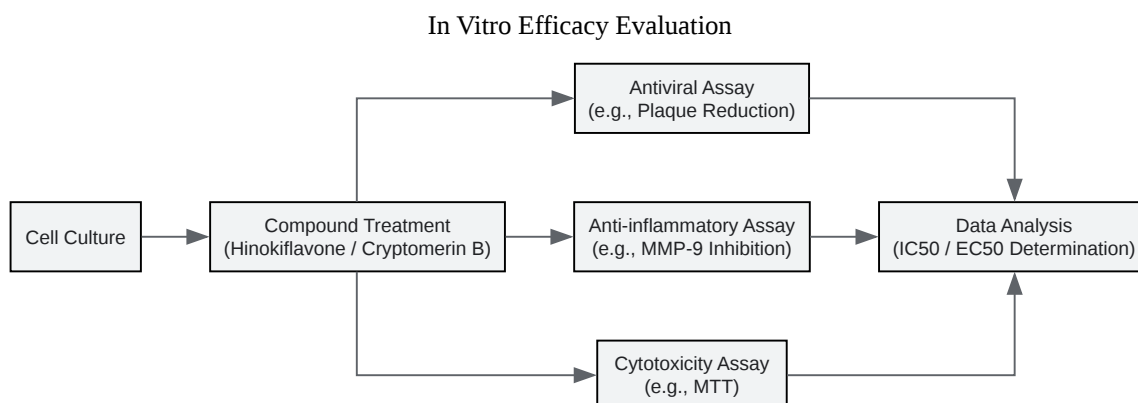 In Vitro Efficacy Evaluation
Antiviral Assay
(e.g., Plaque Reduction)
Cell Culture
Compound Treatment
(Hinokiflavone / Cryptomerin B)
Anti-inflammatory Assay
(e.g., MMP-9 Inhibition)
Data Analysis
(IC50 / EC50 Determination)
Cytotoxicity Assay
(e.g., MTT)